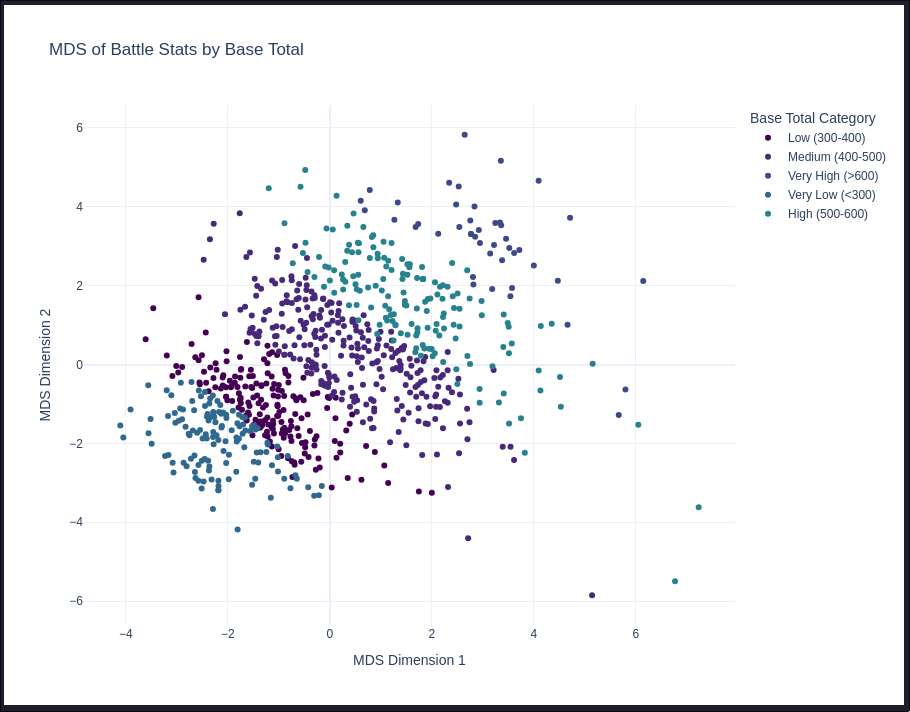 MDS of Battle Stats by Base Total
Base Total Category
Low (300-400)
Medium (400-500)
Very High (>600)
Very Low (<300)
High (500-600)
6
4
2
0
−2
−4
−6
MDS Dimension 2
−4 −2 0 2 4 6
MDS Dimension 1